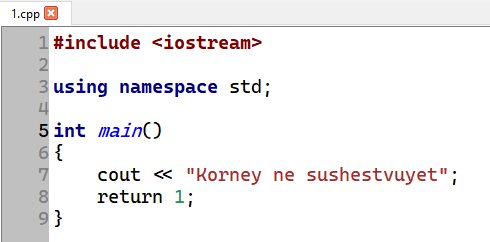 1.cpp
1 #include <iostream>
2
3 using namespace std;
4
5 int main()
6 {
7     cout << "Korney ne sushestvuyet";
8     return 1;
9 }